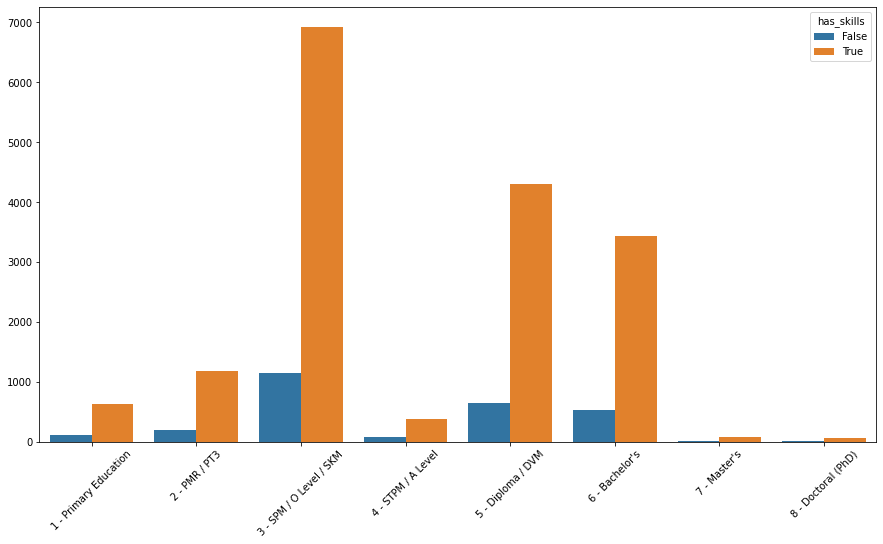 has_skills
False
True
7000
6000
5000
4000
3000
2000
1000
0
1 - Primary Education
2 - PMR / PT3
3 - SPM / O Level / SKM
4 - STPM / A Level
5 - Diploma / DVM
6 - Bachelor's
7 - Master's
8 - Doctoral (PhD)